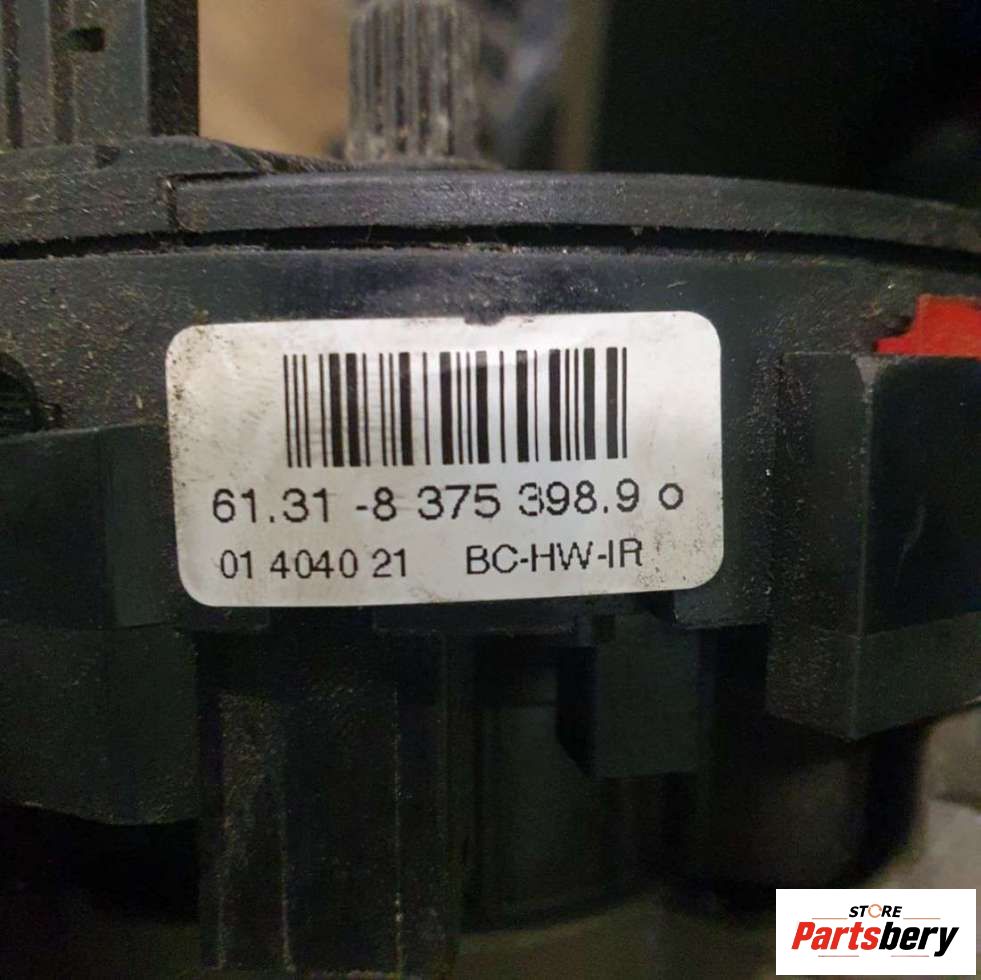 61.31 -8 375 398.9 o
01 4040 21 BC-HW-IR
STORE
Partsbery